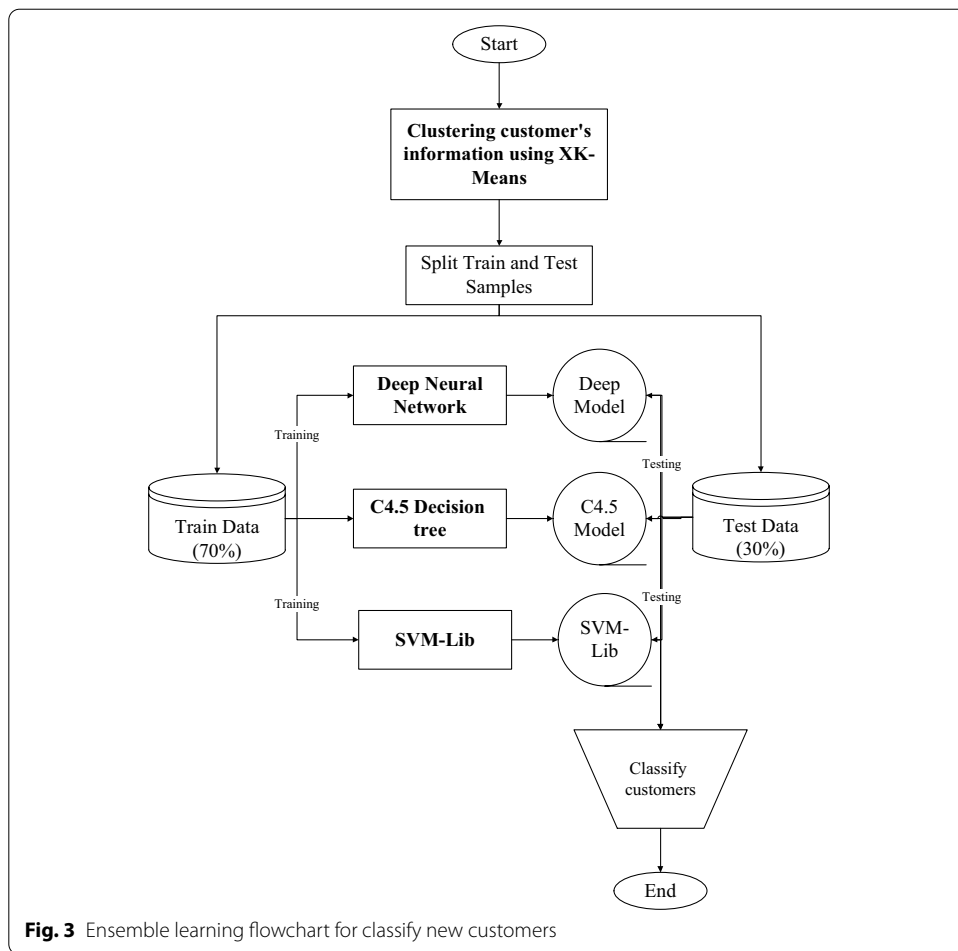 Start
Clustering customer's
information using XK-
Means
Split Train and Test
Samples
Deep Neural
Network
Deep
Model
Training
Testing
Train Data
(70%)
C4.5 Decision
tree
C4.5
Model
Test Data
(30%)
Training
Testing
SVM-Lib
SVM-
Lib
Classify
customers
End
Fig. 3 Ensemble learning flowchart for classify new customers